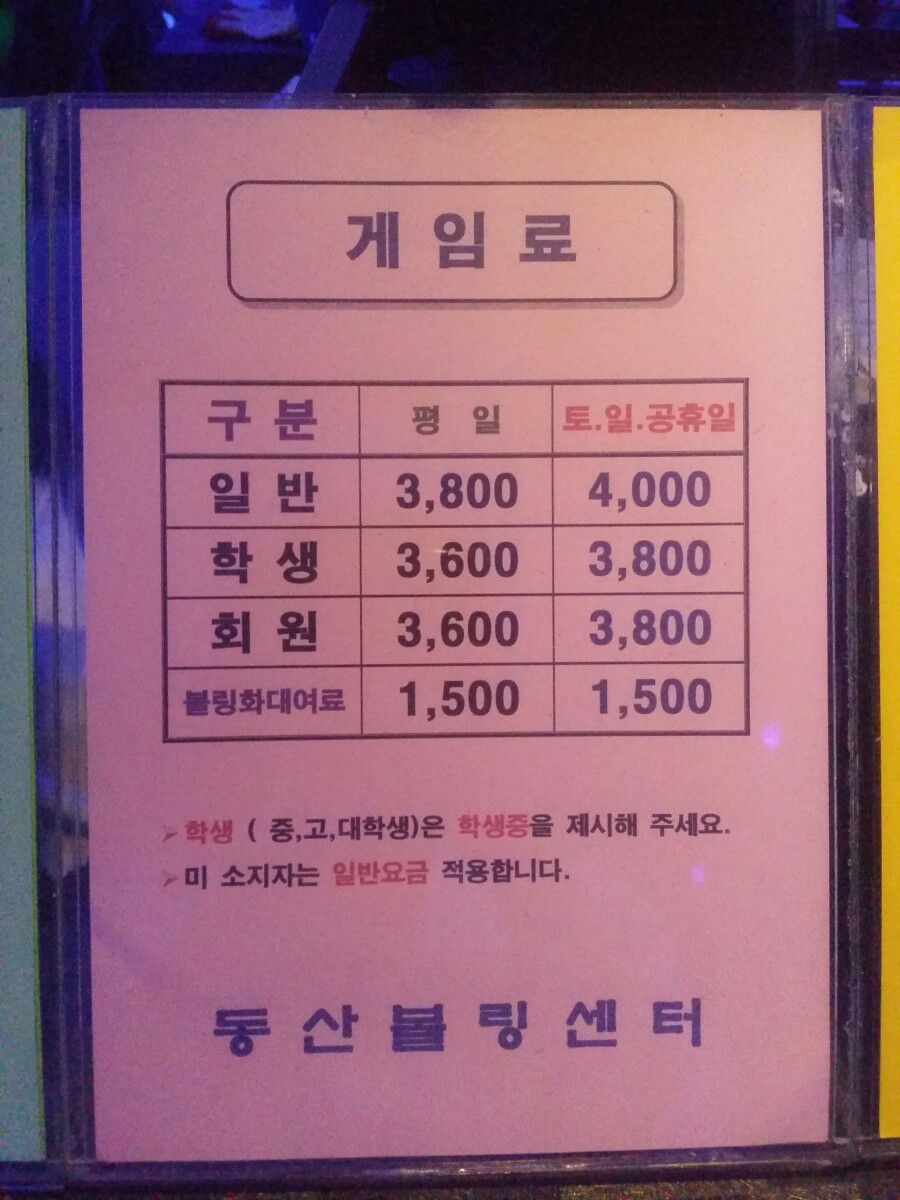 게임료
구분 평일 토.일.공휴일
일반 3,800 4,000
학생 3,600 3,800
회원 3,600 3,800
볼링화대여료 1,500 1,500
➢학생 ( 중,고,대학생)은 학생증을 제시해 주세요.
➢미 소지자는 일반요금 적용합니다.
동산볼링센터